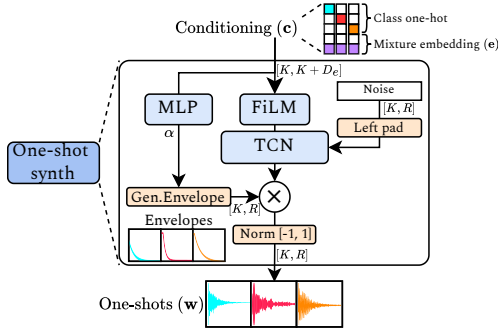 Conditioning (c)
Class one-hot
Mixture embedding (e)
[K, K + D_e]
Noise
MLP
FiLM
[K, R]
Left pad
α
TCN
One-shot
synth
Gen.Envelope
×
[K, R]
Envelopes
Norm [-1, 1]
[K, R]
One-shots (w)